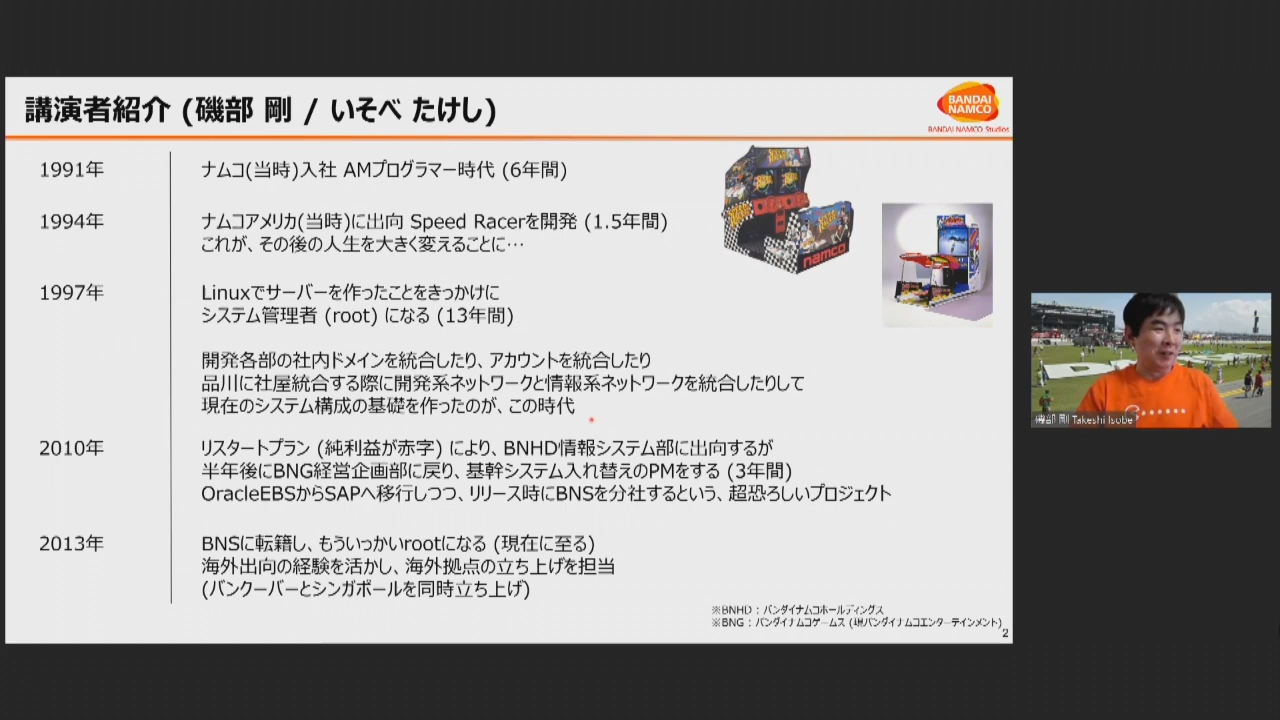 講演者紹介 (磯部 剛 / いそべ たけし)
BANDAI
NAMCO
BANDAI NAMCO Studios
1991年
ナムコ(当時)入社 AMプログラマー時代 (6年間)
1994年
ナムコアメリカ(当時)に出向 Speed Racerを開発 (1.5年間)
これが、その後の人生を大きく変えることに…
namco
1997年
Linuxでサーバーを作ったことをきっかけに
システム管理者 (root) になる (13年間)
開発各部の社内ドメインを統合したり、アカウントを統合したり
品川に社屋統合する際に開発系ネットワークと情報系ネットワークを統合したりして
現在のシステム構成の基礎を作ったのが、この時代
2010年
リスタートプラン (純利益が赤字) により、BNHD情報システム部に出向するが
半年後にBNG経営企画部に戻り、基幹システム入れ替えのPMをする (3年間)
OracleEBSからSAPへ移行しつつ、リリース時にBNSを分社するという、超恐ろしいプロジェクト
2013年
BNSに転籍し、もういっかいrootになる (現在に至る)
海外出向の経験を活かし、海外拠点の立ち上げを担当
(バンクーバーとシンガポールを同時立ち上げ)
※BNHD : バンダイナムコホールディングス
※BNG : バンダイナムコゲームス (現バンダイナムコエンターテインメント)
2
磯部 剛 Takeshi Isobe